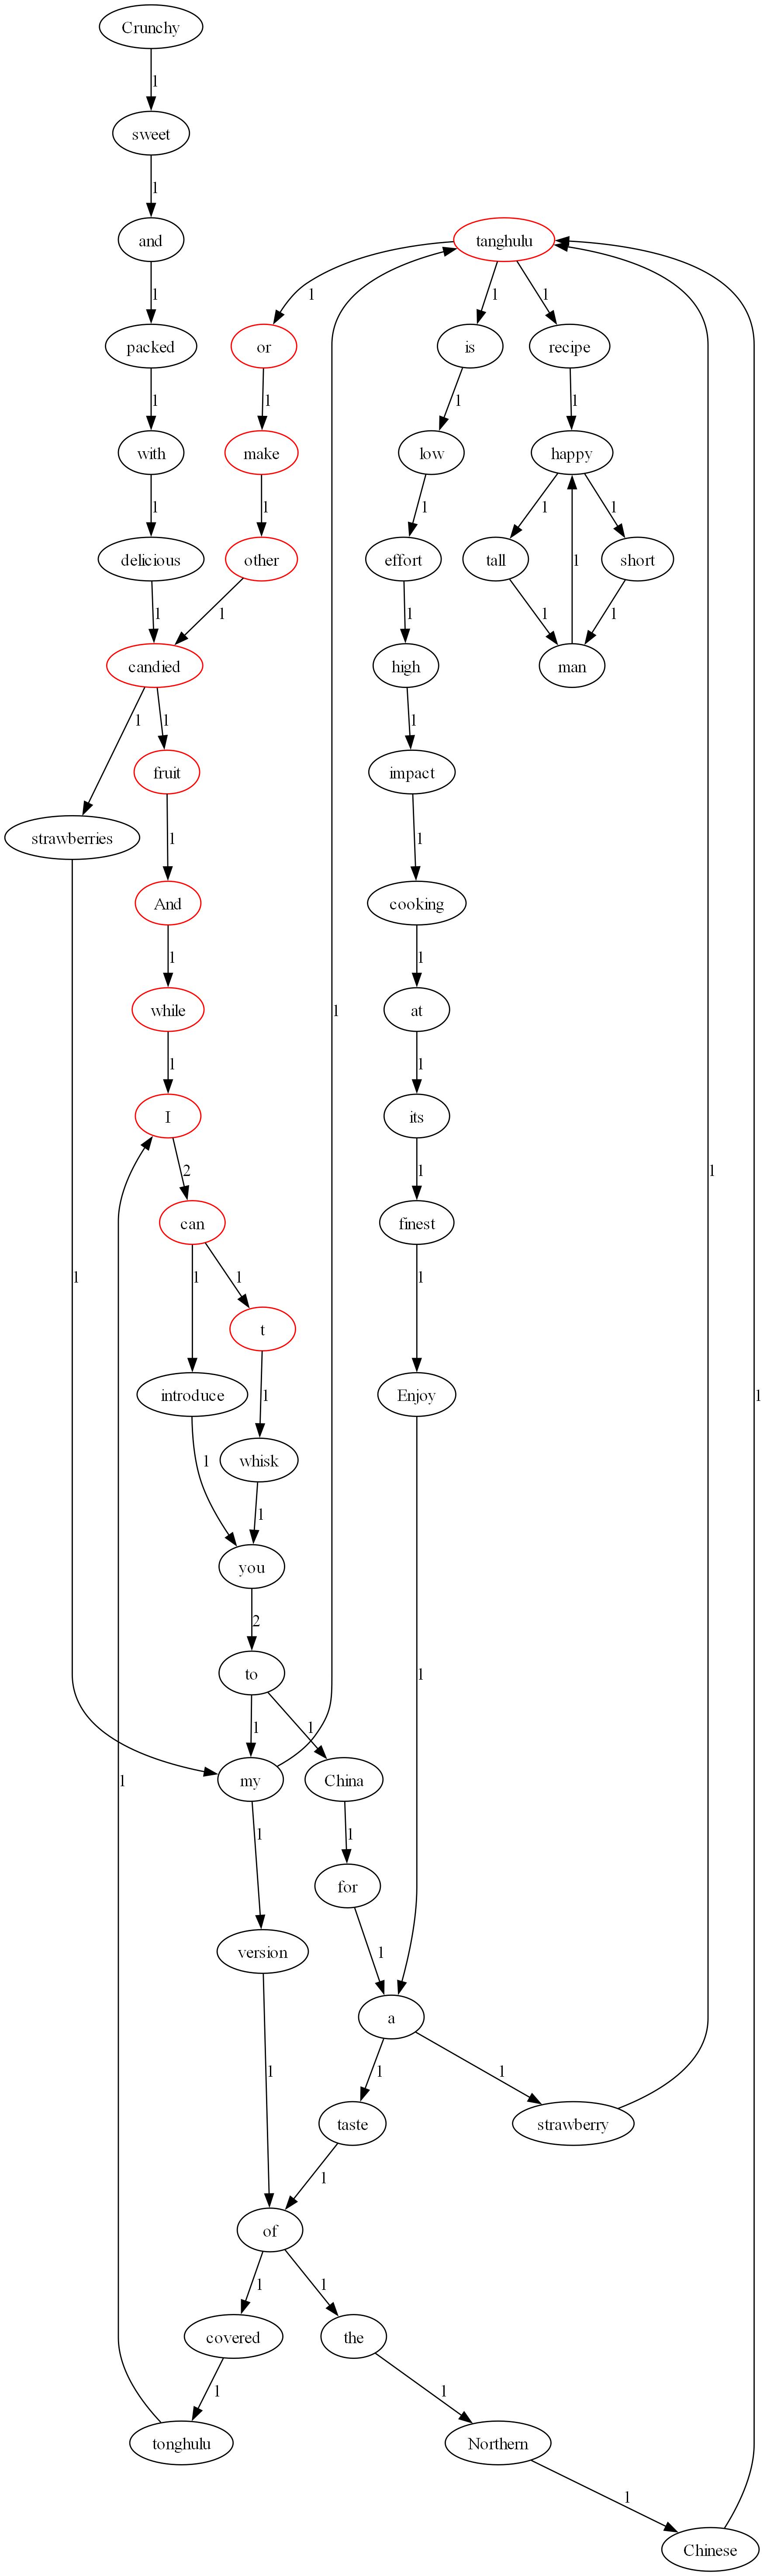 Crunchy
1
sweet
1
and
tanghulu
1
1
1
1
packed
or
is
recipe
1
1
1
1
with
make
low
happy
1
1
1
1
1
delicious
other
effort
tall
short
1
1
1
1
1
1
candied
high
man
1
1
1
fruit
impact
strawberries
1
1
And
cooking
1
1
while
1
at
1
1
I
its
2
1
1
can
finest
1
1
1
1
t
introduce
1
Enjoy
1
1
whisk
1
you
2
to
1
1
1
my
China
1
1
1
for
version
1
a
1
1
1
taste
strawberry
1
of
1
1
covered
the
1
1
tonghulu
Northern
1
Chinese